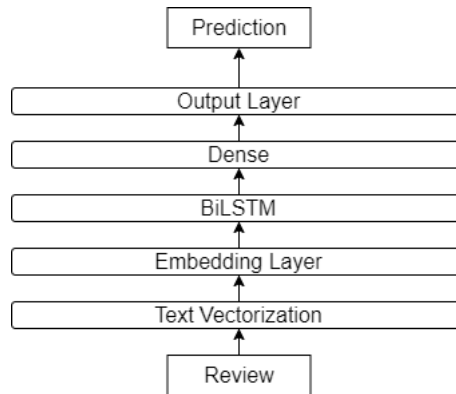 Prediction
Output Layer
Dense
BiLSTM
Embedding Layer
Text Vectorization
Review